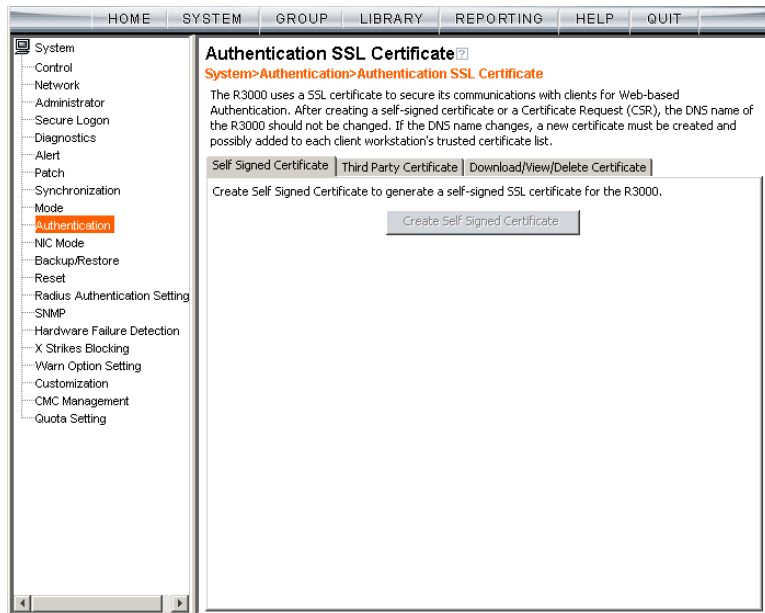 HOME SYSTEM GROUP LIBRARY REPORTING HELP QUIT
System
Control
Network
Administrator
Secure Logon
Diagnostics
Alert
Patch
Synchronization
Mode
Authentication
NIC Mode
Backup/Restore
Reset
Radius Authentication Setting
SNMP
Hardware Failure Detection
X Strikes Blocking
Warn Option Setting
Customization
CMC Management
Quota Setting
Authentication SSL Certificate?
System>Authentication>Authentication SSL Certificate
The R3000 uses a SSL certificate to secure its communications with clients for Web-based
Authentication. After creating a self-signed certificate or a Certificate Request (CSR), the DNS name of
the R3000 should not be changed. If the DNS name changes, a new certificate must be created and
possibly added to each client workstation's trusted certificate list.
Self Signed Certificate Third Party Certificate Download/View/Delete Certificate
Create Self Signed Certificate to generate a self-signed SSL certificate for the R3000.
Create Self Signed Certificate